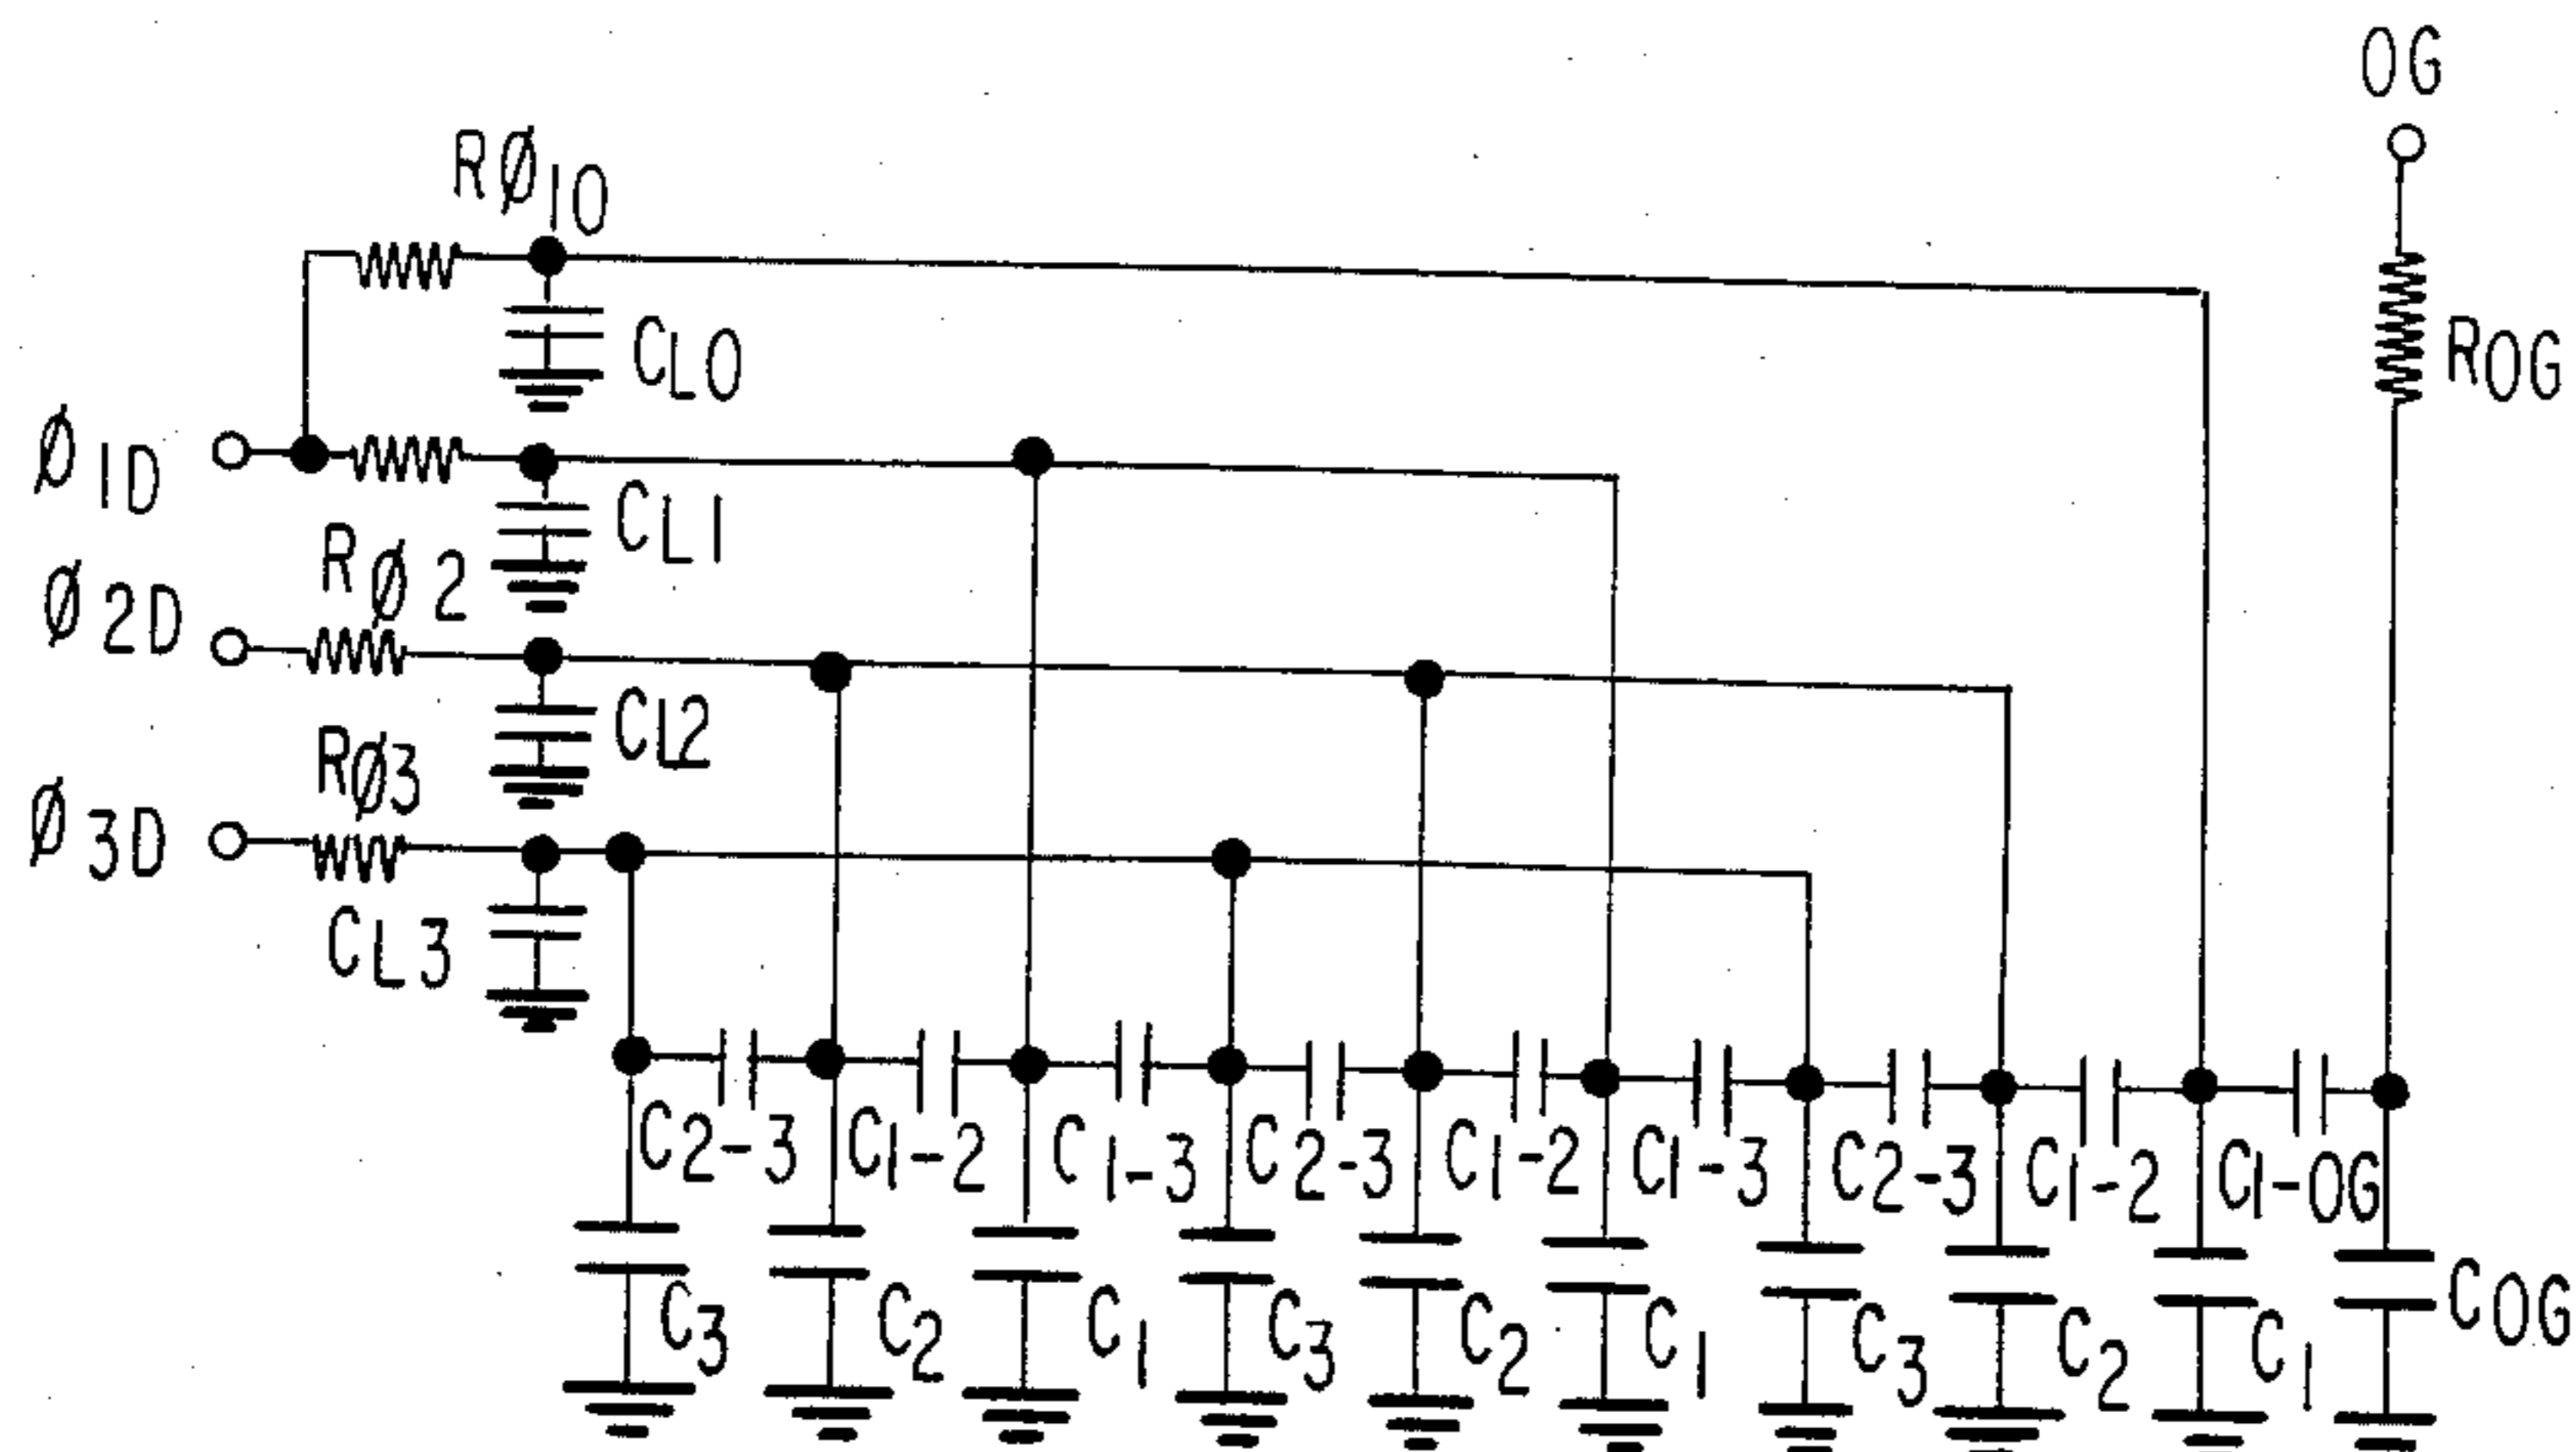 OG
RØ10
ROG
CL0
Ø1D
CL1
RØ2
Ø2D
CL2
RØ3
Ø3D
CL3
C2-3 C1-2 C1-3 C2-3 C1-2 C1-3 C2-3 C1-2 C1-OG
C3 C2 C1 C3 C2 C1 C3 C2 C1 COG